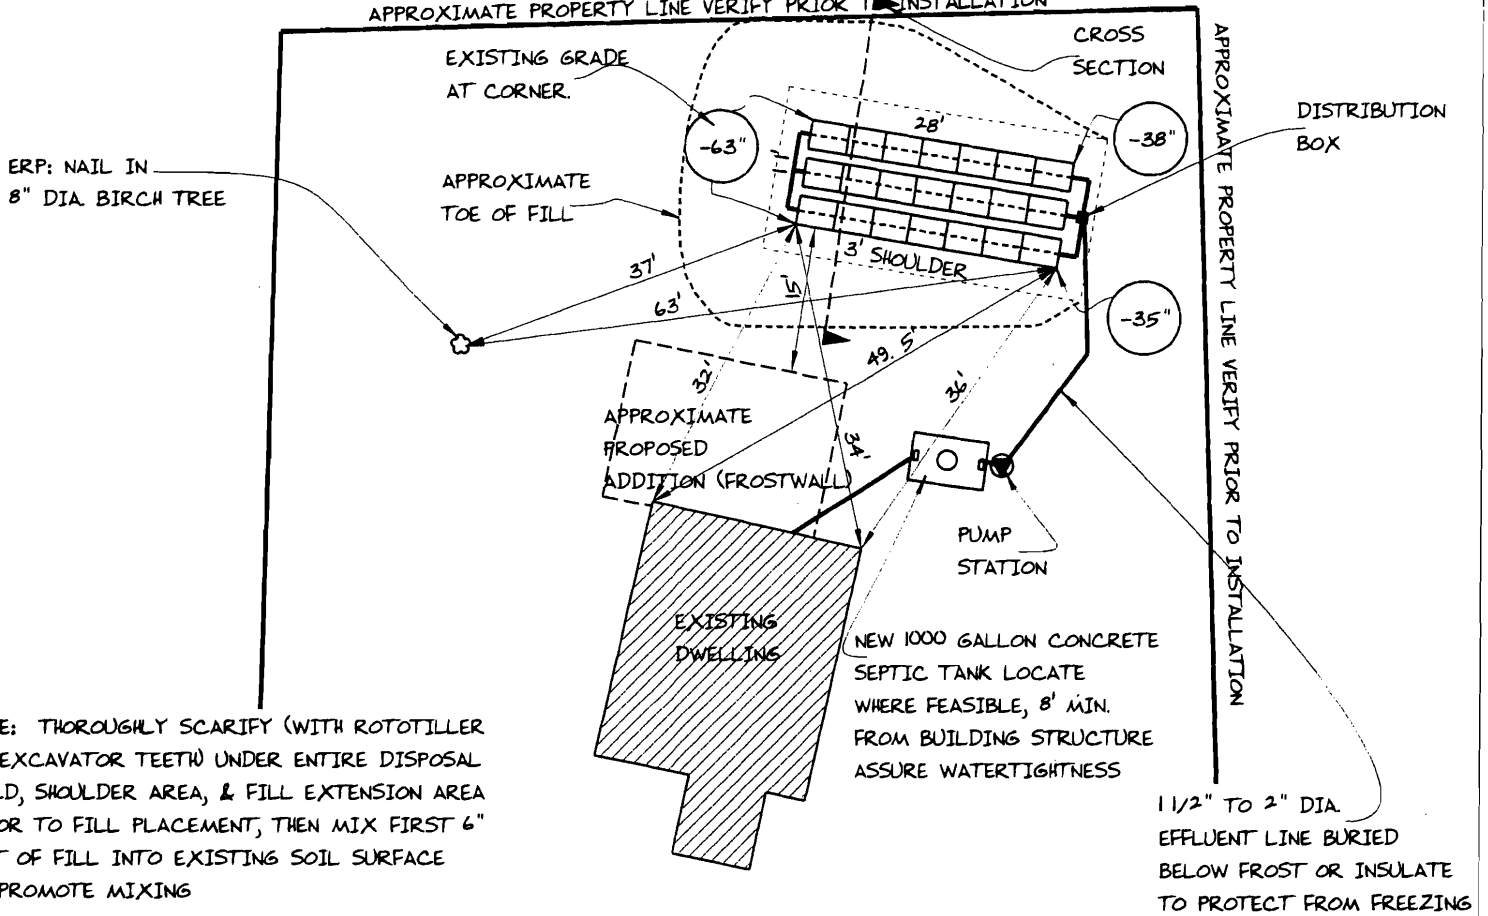 APPROXIMATE PROPERTY LINE VERIFY PRIOR INSTALLATION
EXISTING GRADE
AT CORNER.
CROSS
SECTION
DISTRIBUTION
BOX
ERP: NAIL IN
8" DIA. BIRCH TREE
APPROXIMATE
TOE OF FILL
-63"
28'
-38"
3' SHOULDER
-35"
37'
63'
15'
49.5'
32'
36'
34'
APPROXIMATE
PROPOSED
ADDITION (FROSTWALL)
PUMP
STATION
EXISTING
DWELLING
NEW 1000 GALLON CONCRETE
SEPTIC TANK LOCATE
WHERE FEASIBLE, 8' MIN.
FROM BUILDING STRUCTURE
ASSURE WATERTIGHTNESS
APPROXIMATE PROPERTY LINE VERIFY PRIOR TO INSTALLATION
E: THOROUGHLY SCARIFY (WITH ROTOTILLER
EXCAVATOR TEETH) UNDER ENTIRE DISPOSAL
LD, SHOULDER AREA, & FILL EXTENSION AREA
OR TO FILL PLACEMENT, THEN MIX FIRST 6"
T OF FILL INTO EXISTING SOIL SURFACE
PROMOTE MIXING
1 1/2" TO 2" DIA.
EFFLUENT LINE BURIED
BELOW FROST OR INSULATE
TO PROTECT FROM FREEZING